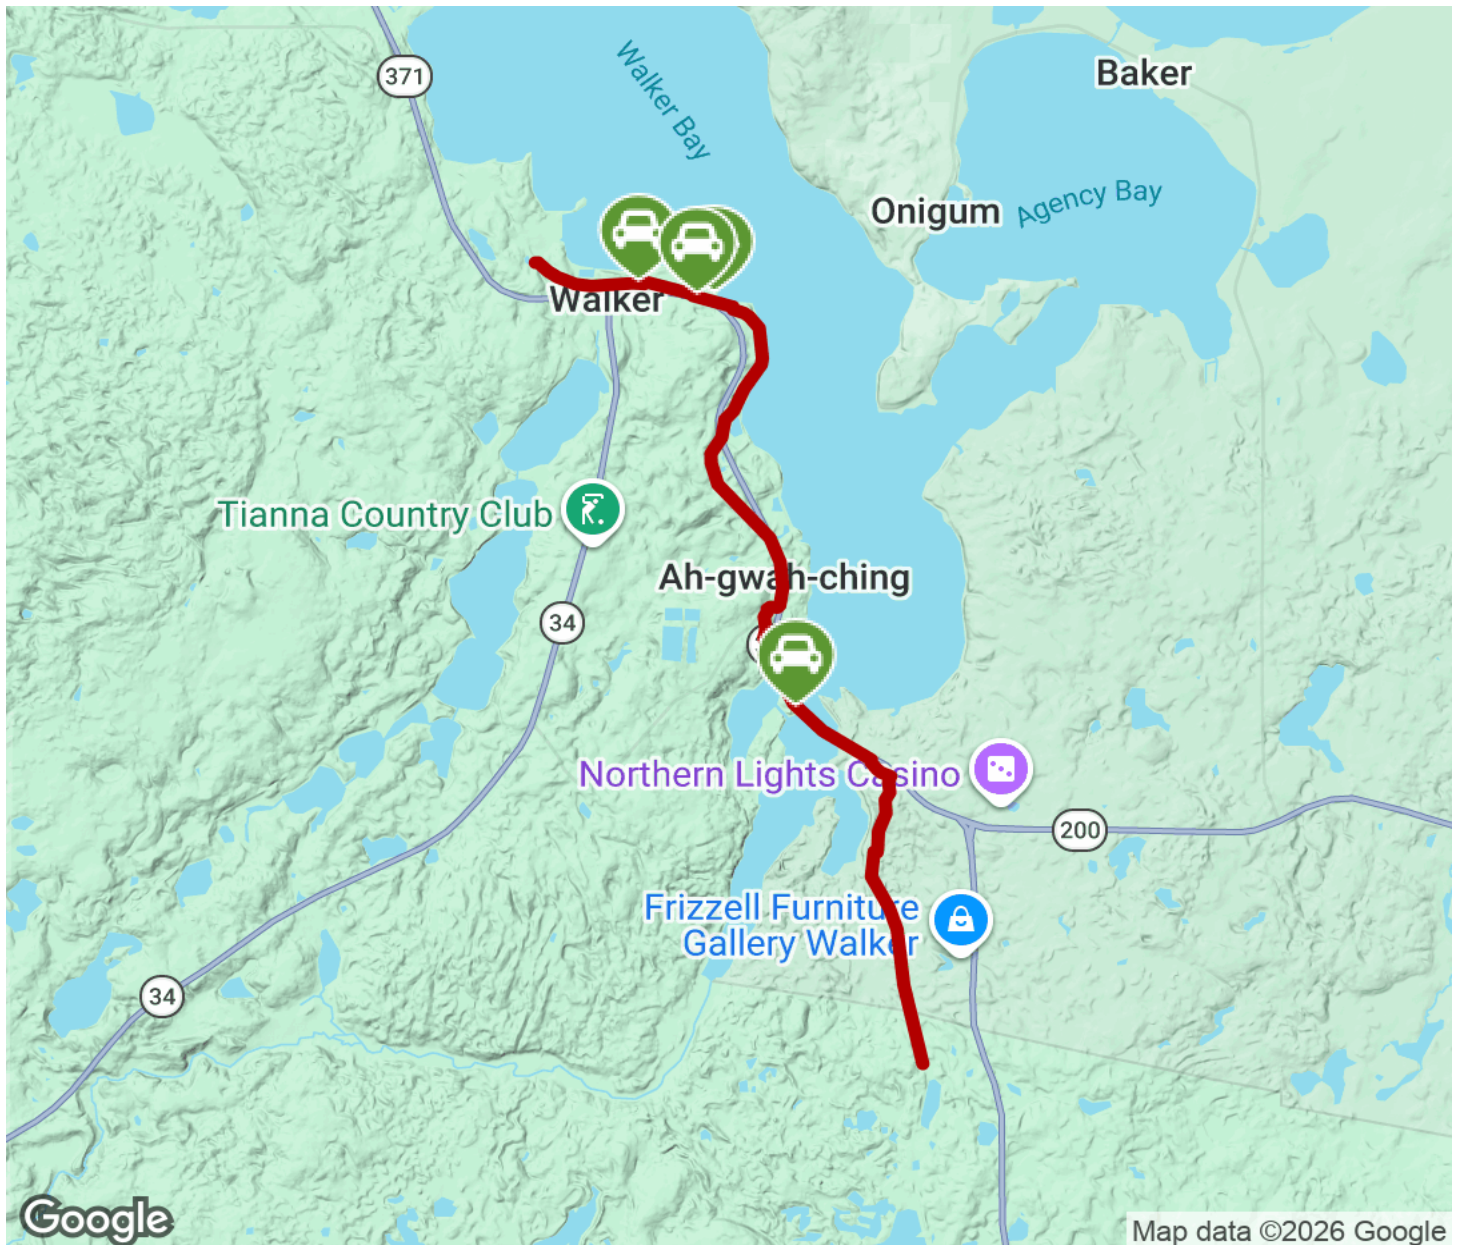 371
Walker Bay
Baker
Onigum
Agency Bay
Walker
Tianna Country Club
Ah-gwah-ching
34
Northern Lights Casino
200
Frizzell Furniture
Gallery Walker
34
Google
Map data ©2026 Google